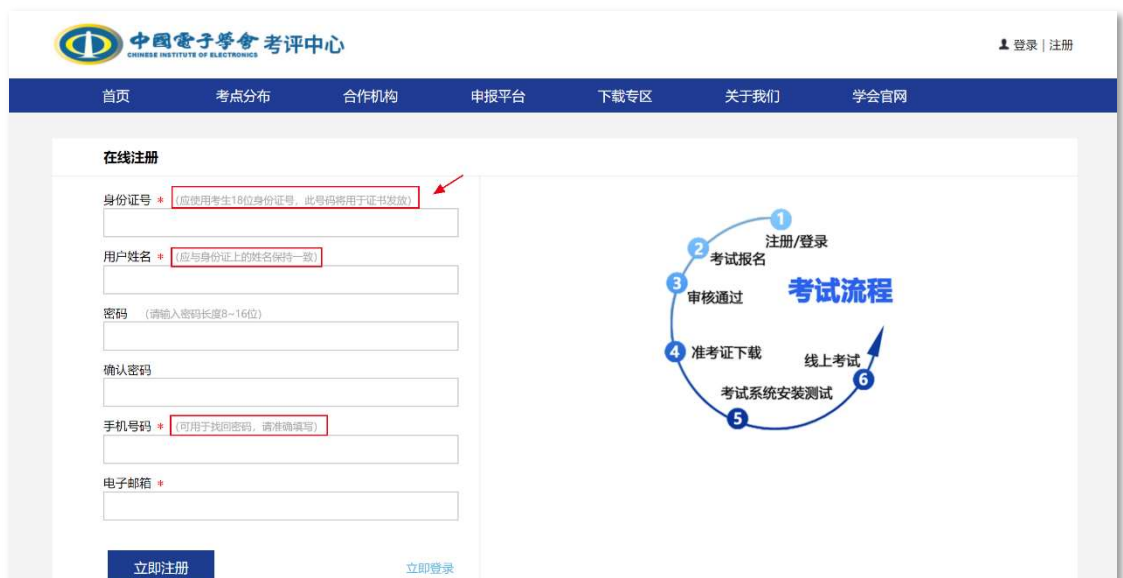 中國電子學會 考评中心
CHINESE INSTITUTE OF ELECTRONICS
登录 | 注册
首页 考点分布 合作机构 申报平台 下载专区 关于我们 学会官网
在线注册
身份证号 * (应使用考生18位身份证号，此号码将用于证书发放)
用户姓名 * (应与身份证上的姓名保持一致)
密码 (请输入密码长度8~16位)
确认密码
手机号码 * (可用于找回密码，请准确填写)
电子邮箱 *
立即注册 立即登录
1
注册/登录
2
考试报名
3
审核通过
考试流程
4
准考证下载
线上考试
6
考试系统安装测试
5